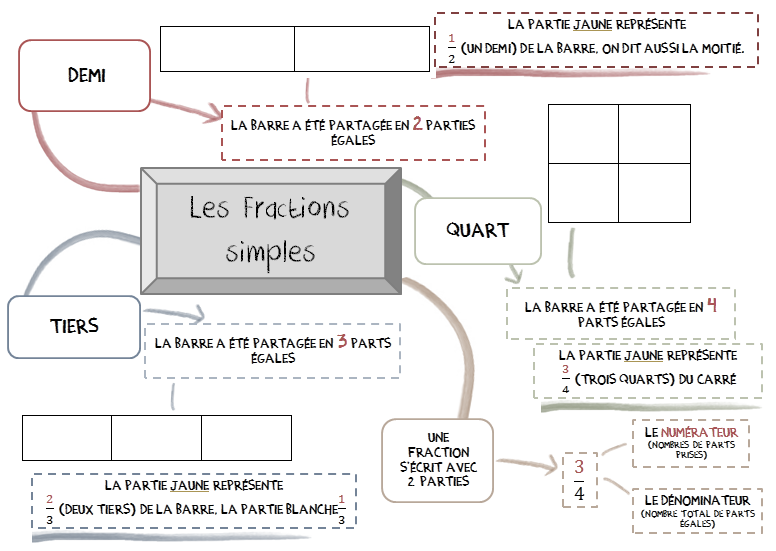 LA PARTIE JAUNE REPRÉSENTE
1/2 (UN DEMI) DE LA BARRE, ON DIT AUSSI LA MOITIÉ.
DEMI
LA BARRE A ÉTÉ PARTAGÉE EN 2 PARTIES
ÉGALES
Les Fractions
simples
QUART
LA BARRE A ÉTÉ PARTAGÉE EN 4
PARTS ÉGALES
LA PARTIE JAUNE REPRÉSENTE
3/4 (TROIS QUARTS) DU CARRÉ
TIERS
LA BARRE A ÉTÉ PARTAGÉE EN 3 PARTS
ÉGALES
LA PARTIE JAUNE REPRÉSENTE
2/3 (DEUX TIERS) DE LA BARRE, LA PARTIE BLANCHE 1/3
UNE
FRACTION
S'ÉCRIT AVEC
2 PARTIES
3
4
LE NUMÉRATEUR
(NOMBRES DE PARTS
PRISES)
LE DÉNOMINATEUR
(NOMBRE TOTAL DE PARTS
ÉGALES)